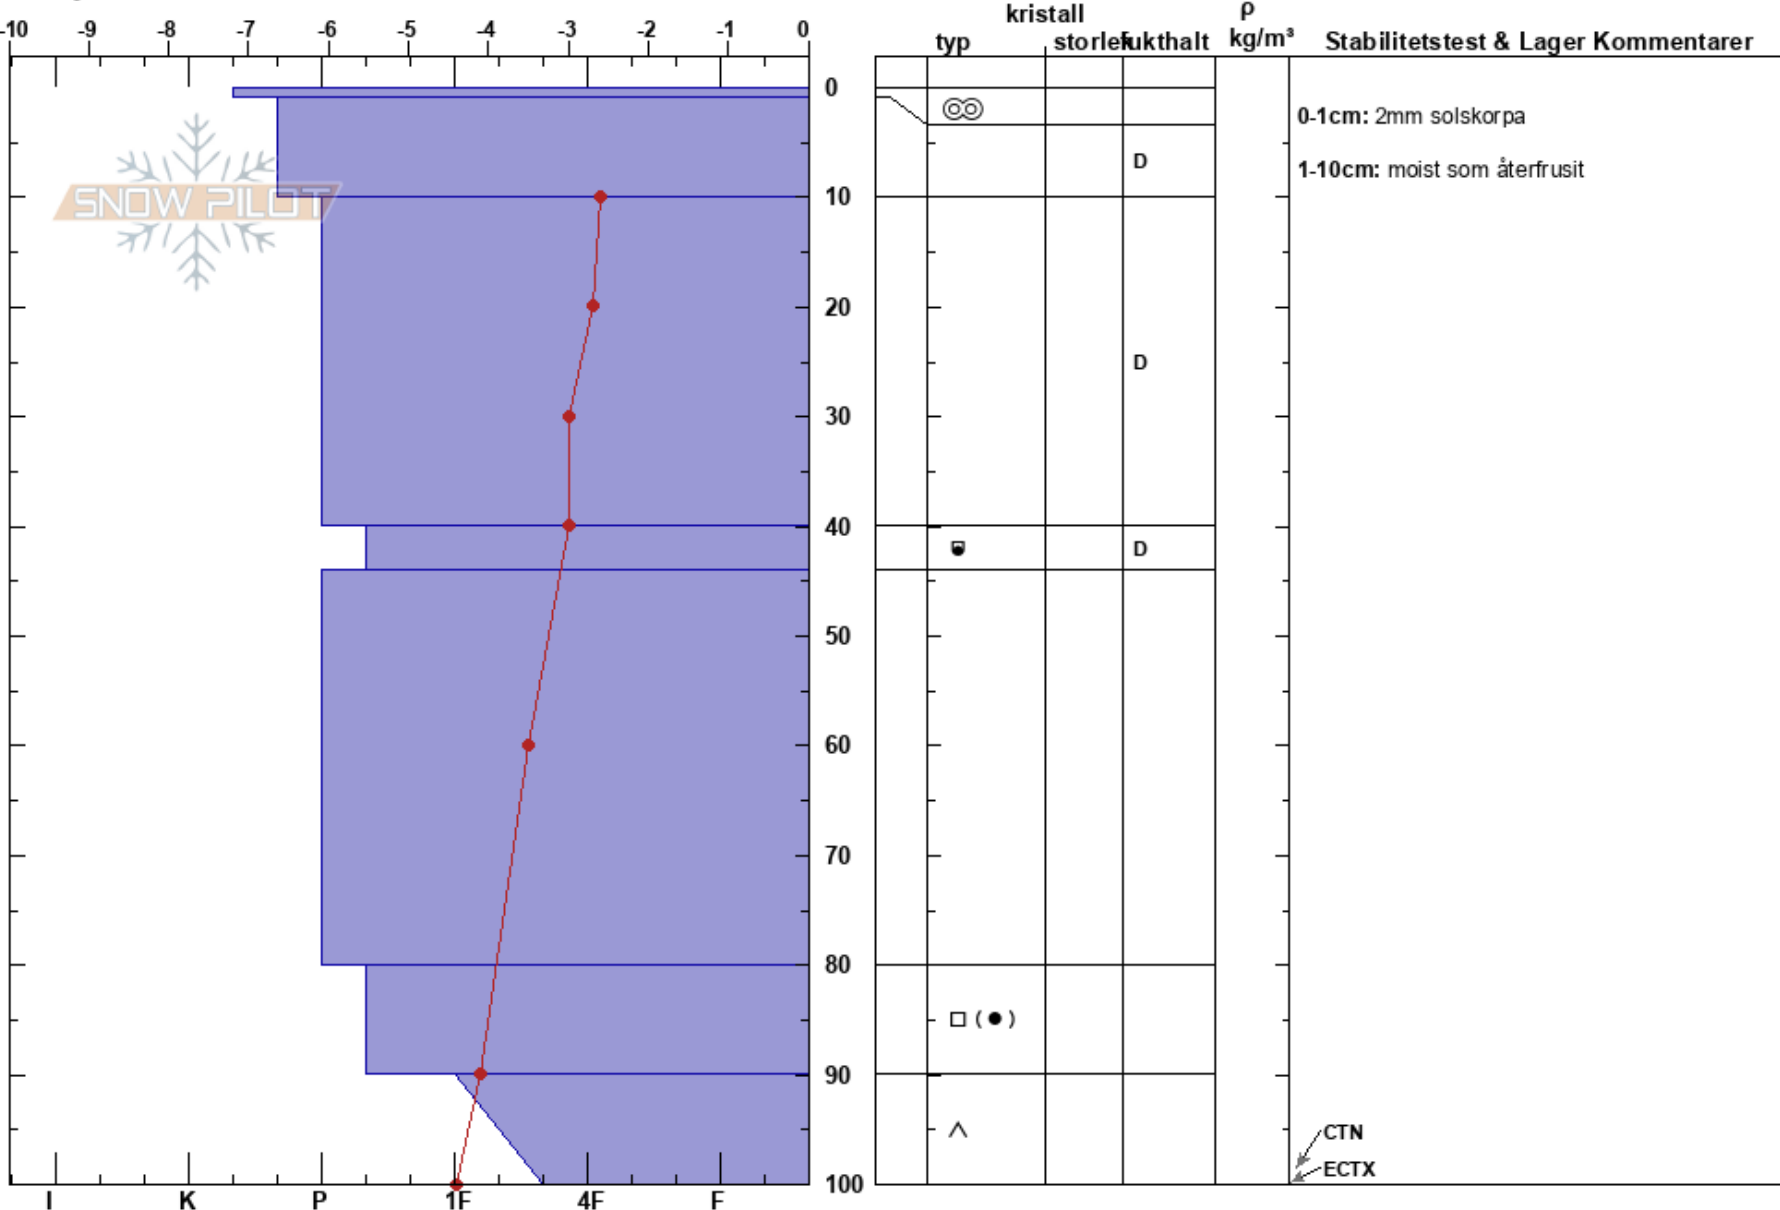 kristall
ρ
-10 -9 -8 -7 -6 -5 -4 -3 -2 -1 0
typ storlek fukthalt kg/m³ Stabilitetstest & Lager Kommentarer
0
0-1cm: 2mm solskorpa
D
1-10cm: moist som återfrusit
SNOW PILOT
10
20
D
30
40
D
50
60
70
80
( )
90
CTN
ECTX
100
I K P 1F 4F F